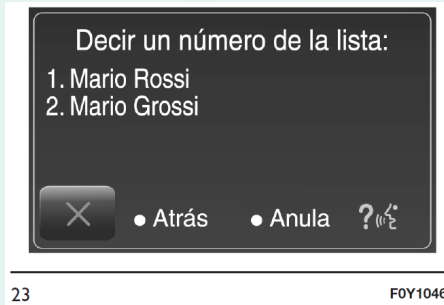 Decir un número de la lista:
1. Mario Rossi
2. Mario Grossi
● Atrás ● Anula ?
23 F0Y1046